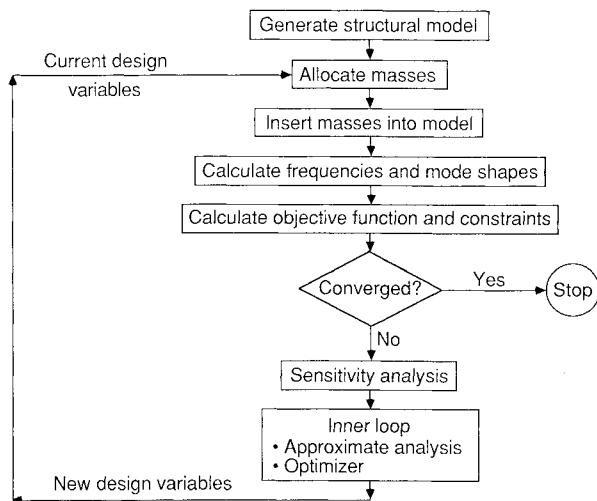 Generate structural model
Current design
variables
Allocate masses
Insert masses into model
Calculate frequencies and mode shapes
Calculate objective function and constraints
Converged?
Yes
Stop
No
Sensitivity analysis
Inner loop
• Approximate analysis
• Optimizer
New design variables